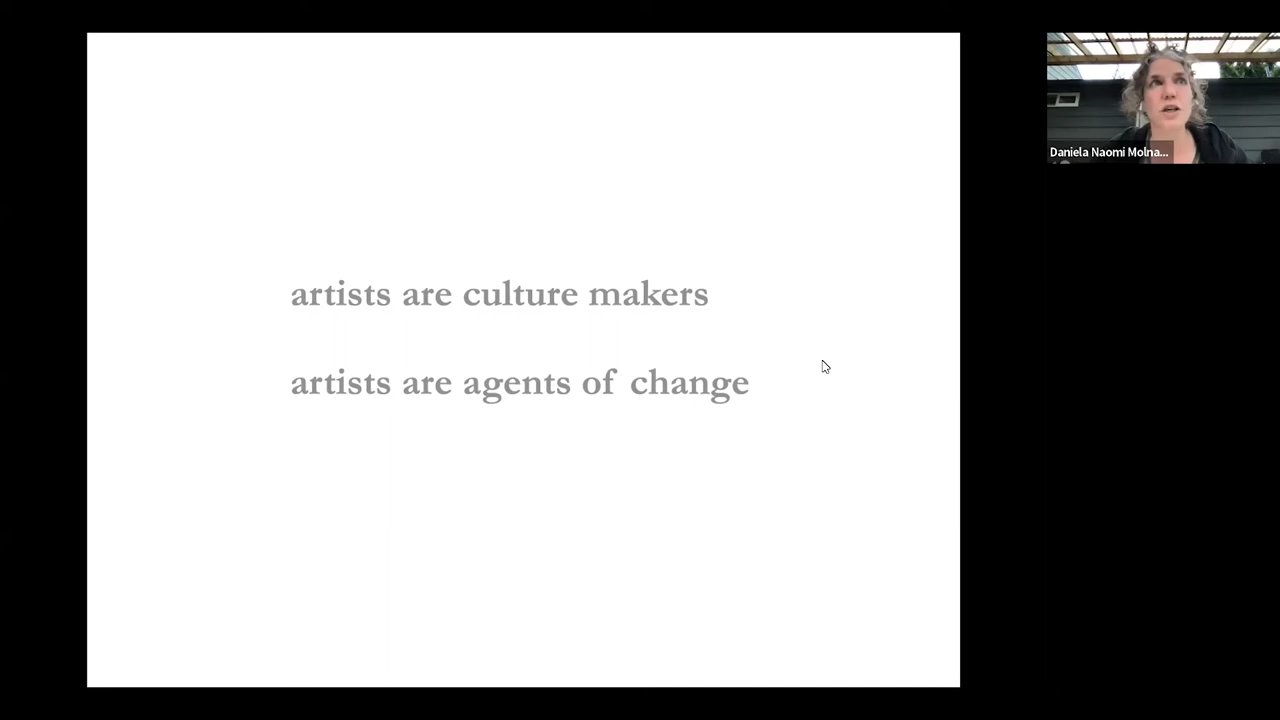 artists are culture makers
artists are agents of change
Daniela Naomi Molna...